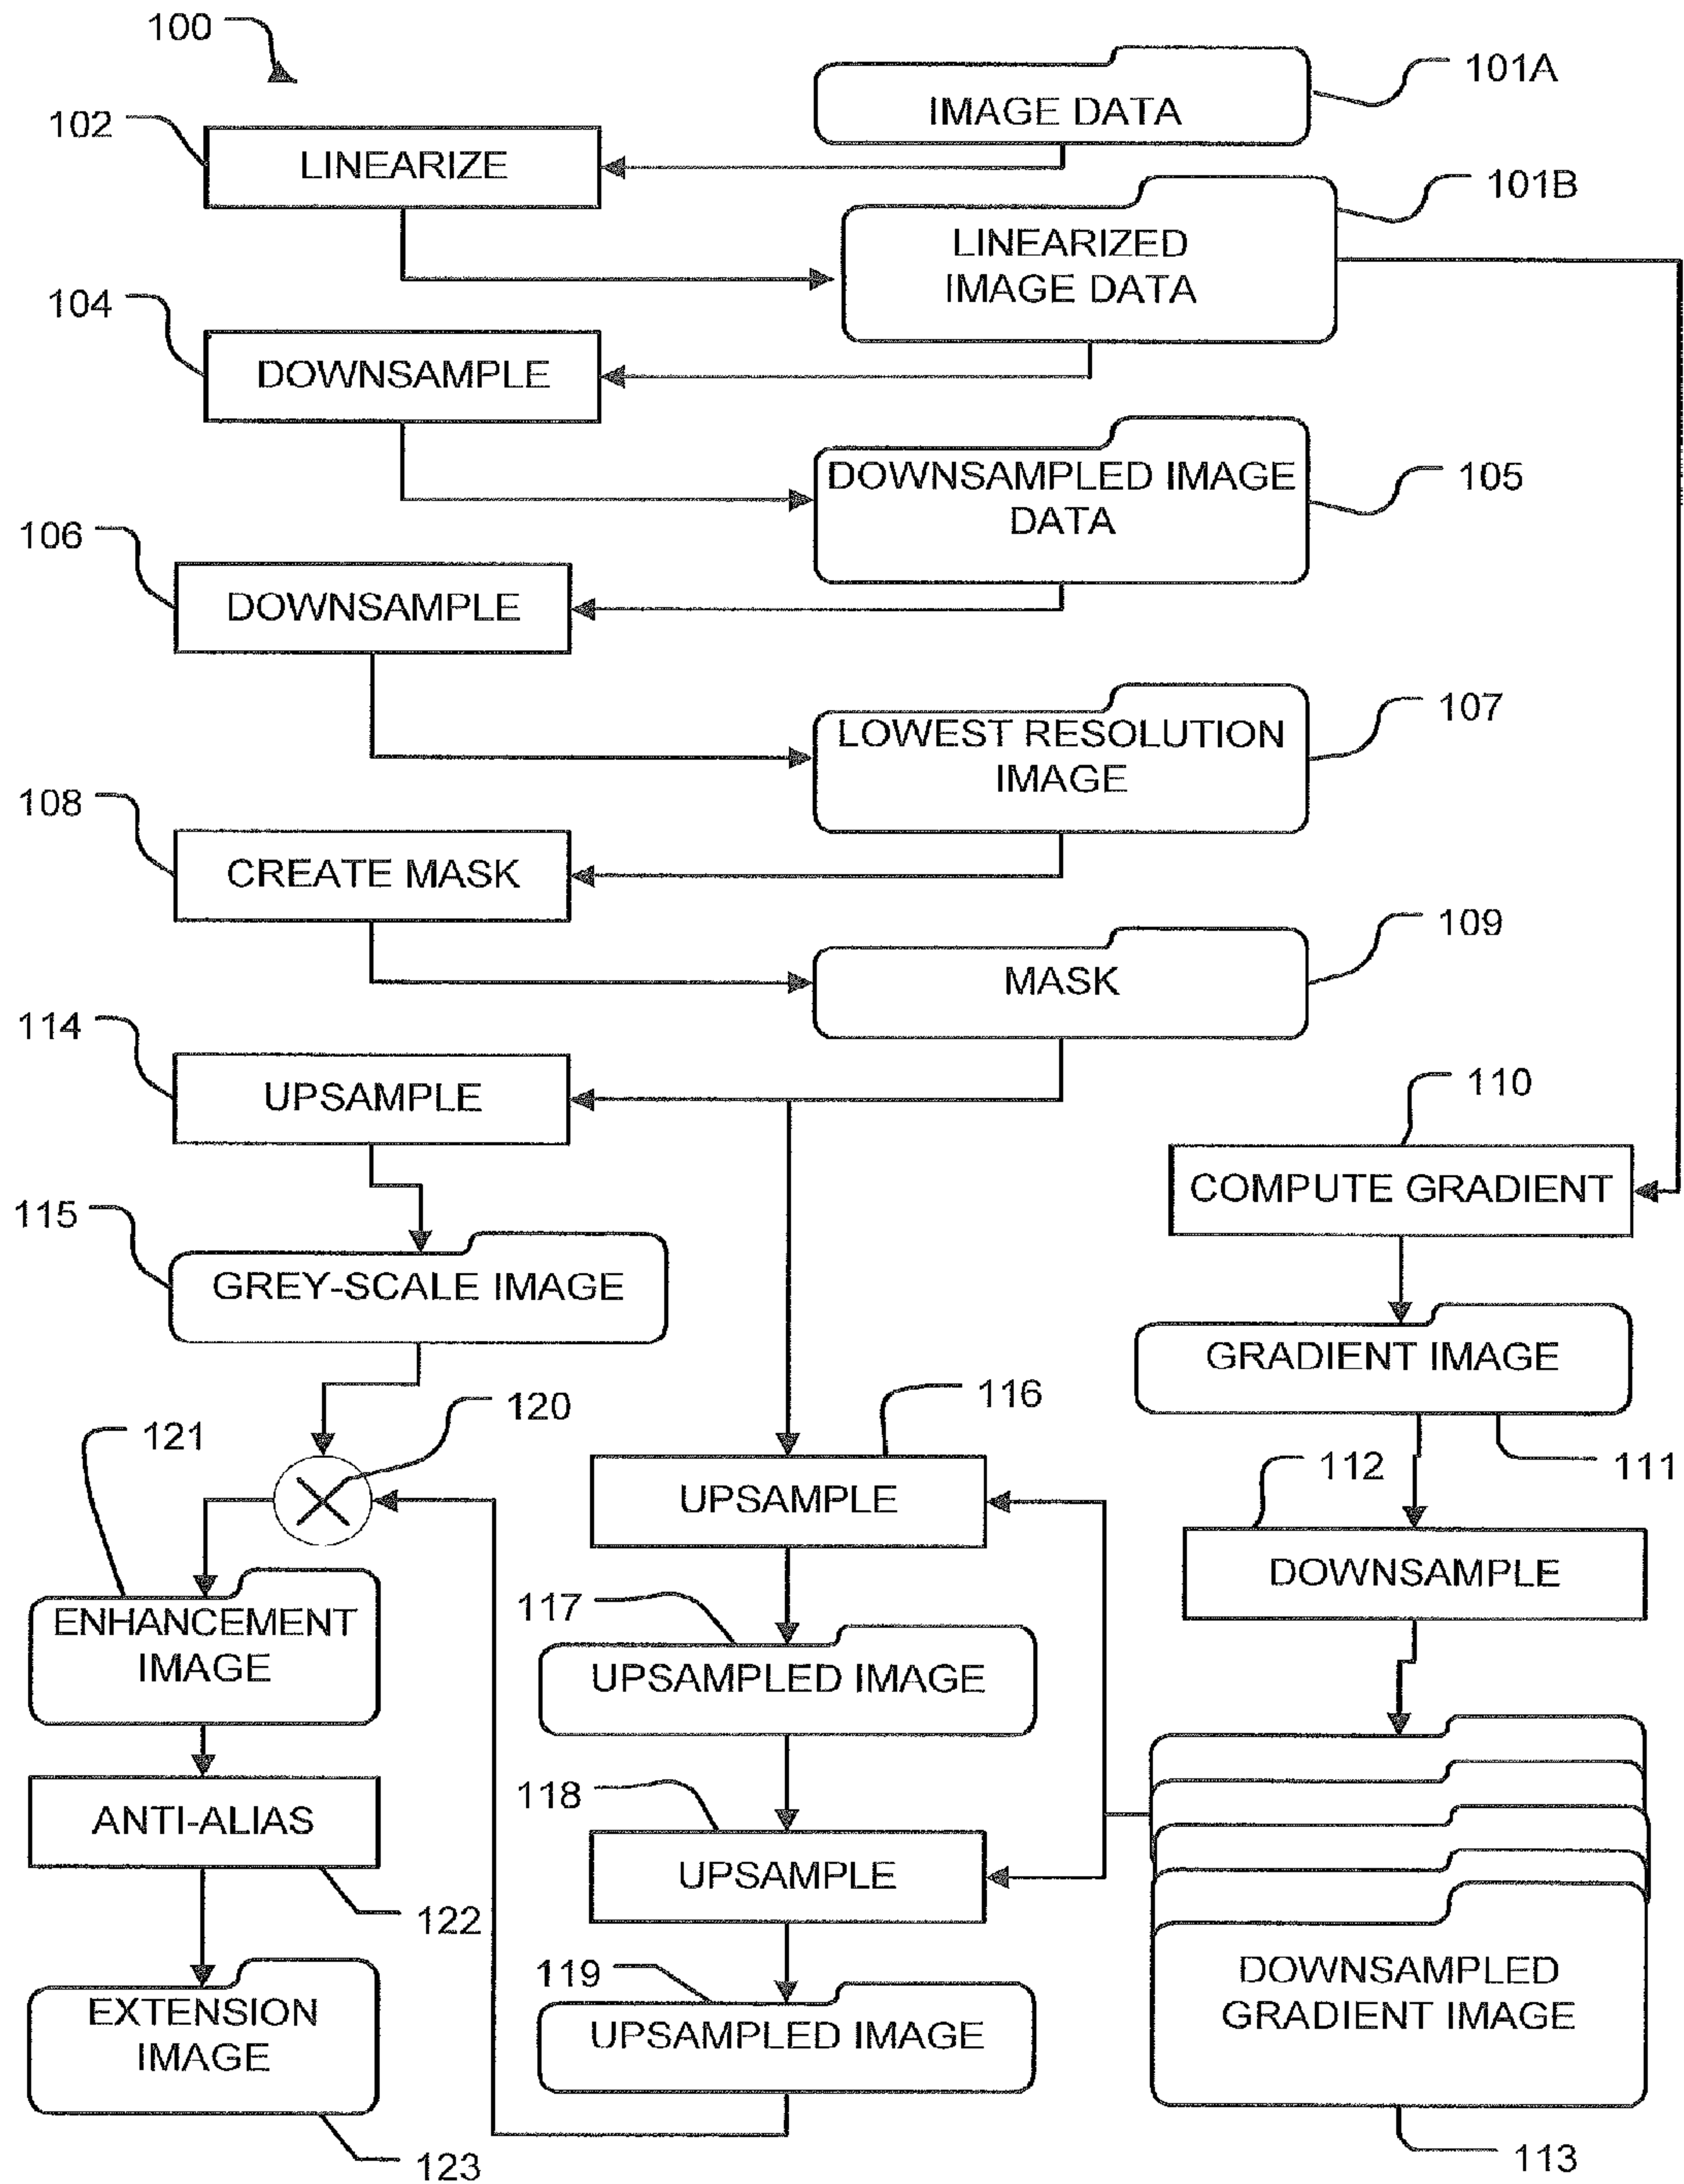 100
101A
IMAGE DATA
102
LINEARIZE
101B
LINEARIZED
IMAGE DATA
104
DOWNSAMPLE
DOWNSAMPLED IMAGE
DATA
105
106
DOWNSAMPLE
107
LOWEST RESOLUTION
IMAGE
108
CREATE MASK
109
MASK
114
UPSAMPLE
110
COMPUTE GRADIENT
115
GREY-SCALE IMAGE
GRADIENT IMAGE
111
116
UPSAMPLE
120
121
112
DOWNSAMPLE
ENHANCEMENT
IMAGE
117
UPSAMPLED IMAGE
118
UPSAMPLE
ANTI-ALIAS
122
119
UPSAMPLED IMAGE
DOWNSAMPLED
GRADIENT IMAGE
113
EXTENSION
IMAGE
123